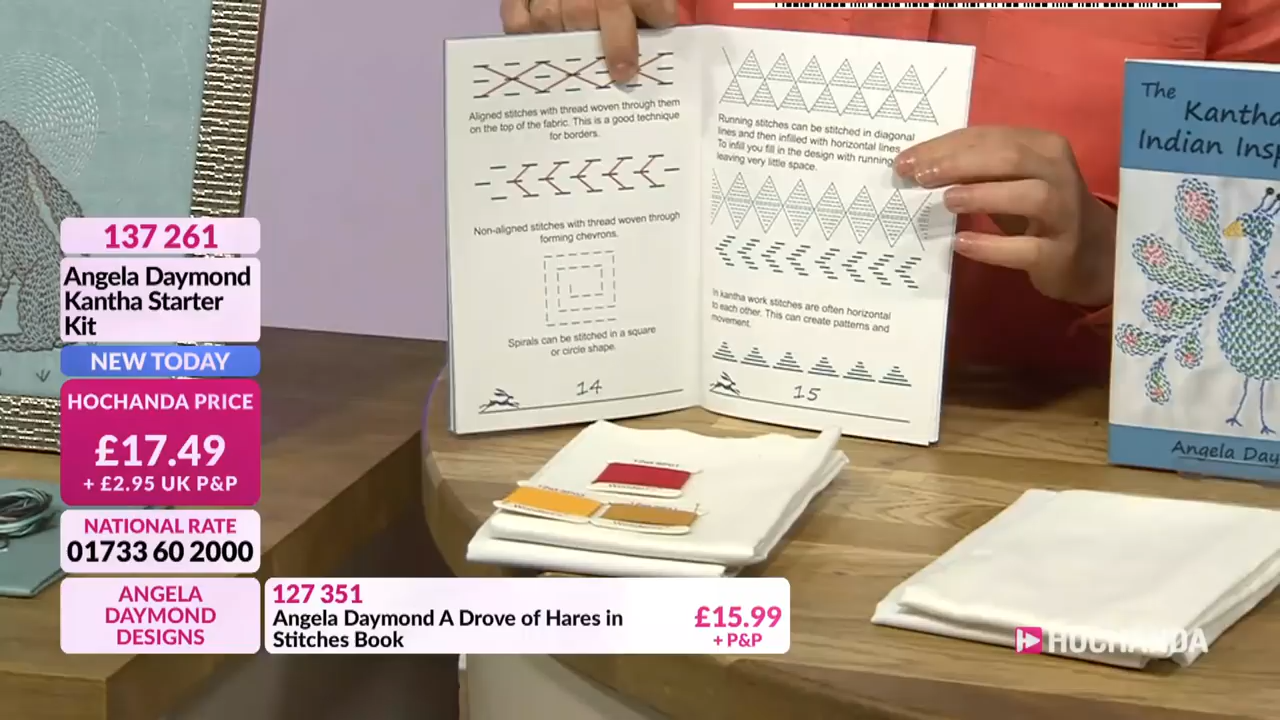 Aligned stitches with thread woven through them
on the top of the fabric. This is a good technique
for borders.
Non-aligned stitches with thread woven through
forming chevrons.
Spirals can be stitched in a square
or circle shape.
14
Running stitches can be stitched in diagonal
lines and then infilled with horizontal lines.
To infill you fill in the design with running
leaving very little space.
In kantha work stitches are often horizontal
to each other. This can create patterns and
movement.
15
The
Kantha
Indian Insp
Angela Day
137 261
Angela Daymond
Kantha Starter
Kit
NEW TODAY
HOCHANDA PRICE
£17.49
+ £2.95 UK P&P
NATIONAL RATE
01733 60 2000
ANGELA
DAYMOND
DESIGNS
127 351
Angela Daymond A Drove of Hares in
Stitches Book
£15.99
+ P&P
HOCHANDA